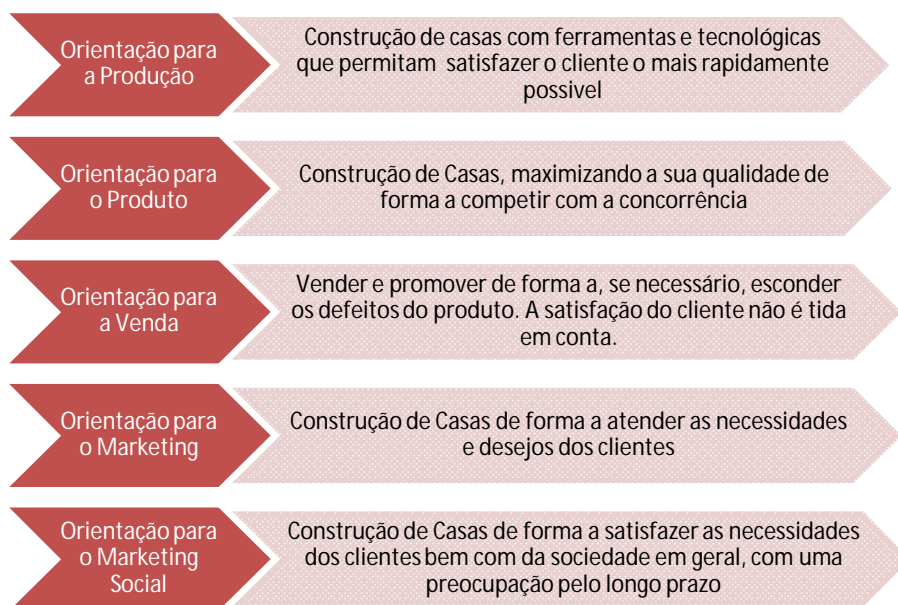 Orientação para
a Produção
Construção de casas com ferramentas e tecnológicas
que permitam satisfazer o cliente o mais rapidamente
possivel
Orientação para
o Produto
Construção de Casas, maximizando a sua qualidade de
forma a competir com a concorrência
Orientação para
a Venda
Vender e promover de forma a, se necessário, esconder
os defeitos do produto. A satisfação do cliente não é tida
em conta.
Orientação para
o Marketing
Construção de Casas de forma a atender as necessidades
e desejos dos clientes
Orientação para
o Marketing
Social
Construção de Casas de forma a satisfazer as necessidades
dos clientes bem com da sociedade em geral, com uma
preocupação pelo longo prazo